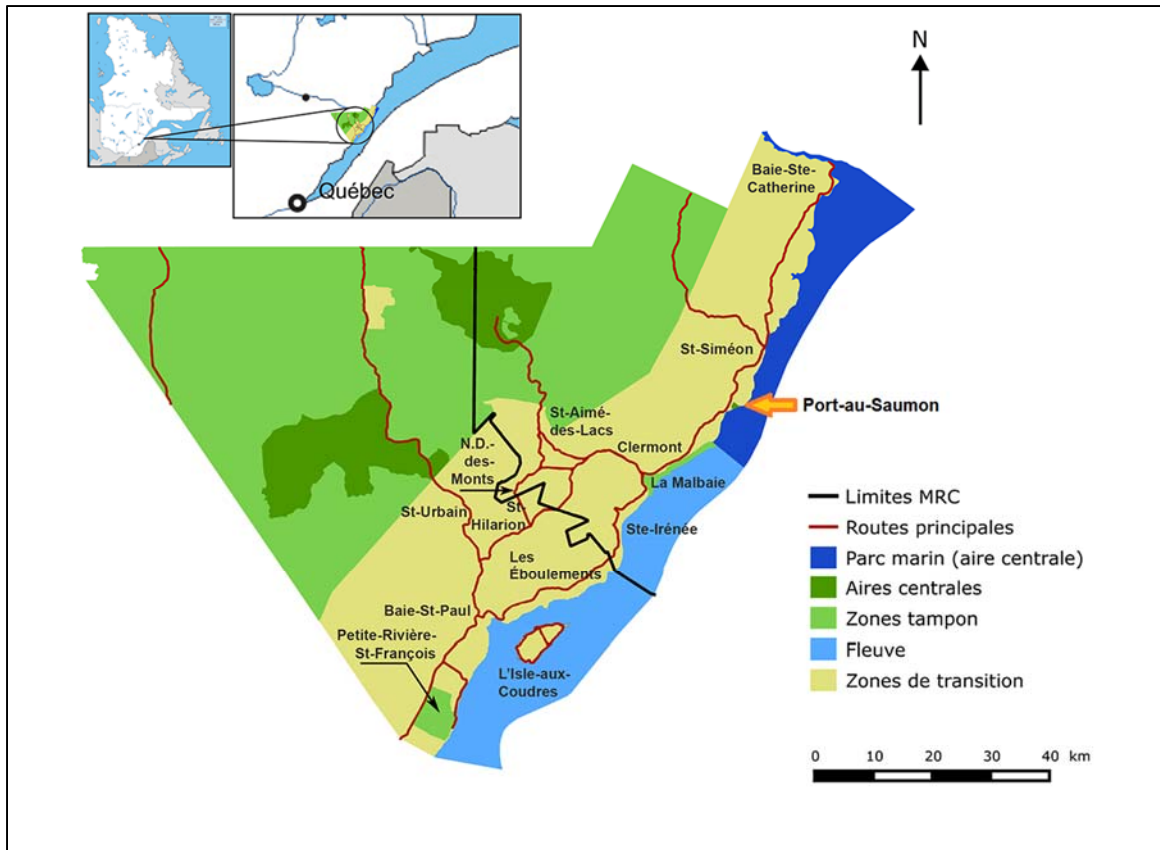 Québec
N
Baie-Ste-
Catherine
St-Siméon
Port-au-Saumon
St-Aimé-
des-Lacs
Clermont
N.D.-
des-
Monts
La Malbaie
St-Urbain
St-
Hilarion
Ste-Irénée
Les
Éboulements
Baie-St-Paul
Petite-Rivière-
St-François
L'Isle-aux-
Coudres
Limites MRC
Routes principales
Parc marin (aire centrale)
Aires centrales
Zones tampon
Fleuve
Zones de transition
0 10 20 30 40 km